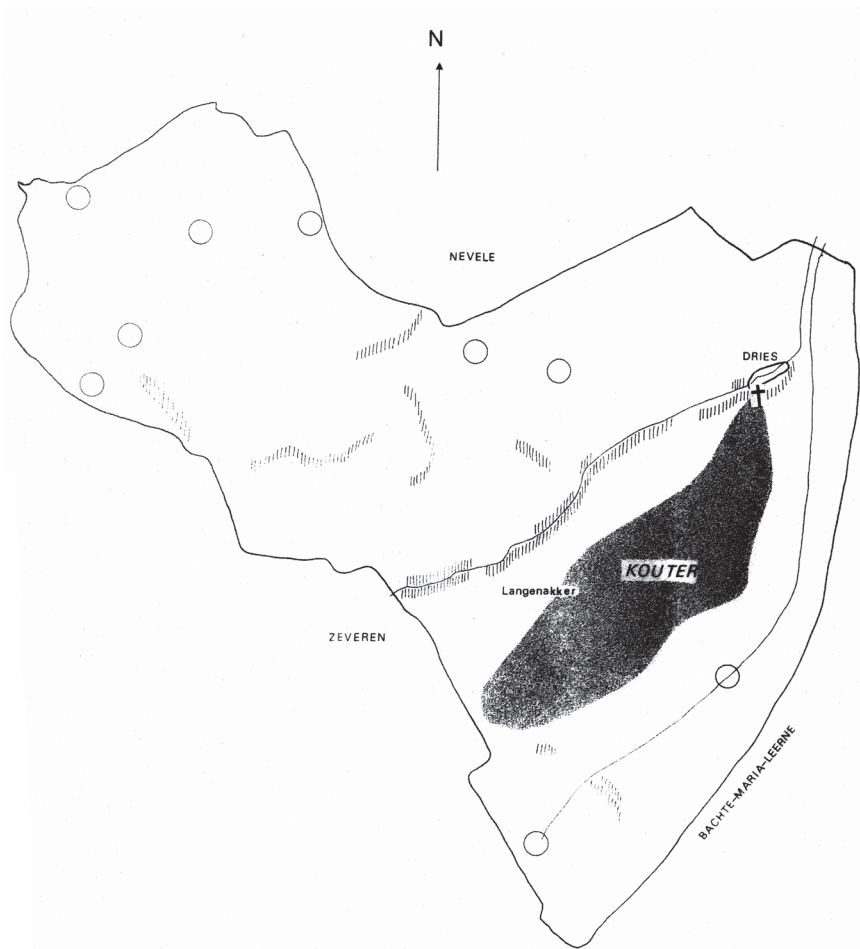 N
NEVELE
DRIES
KOUTER
Langenakker
ZEVEREN
BACHTE-MARIA-LEERNE